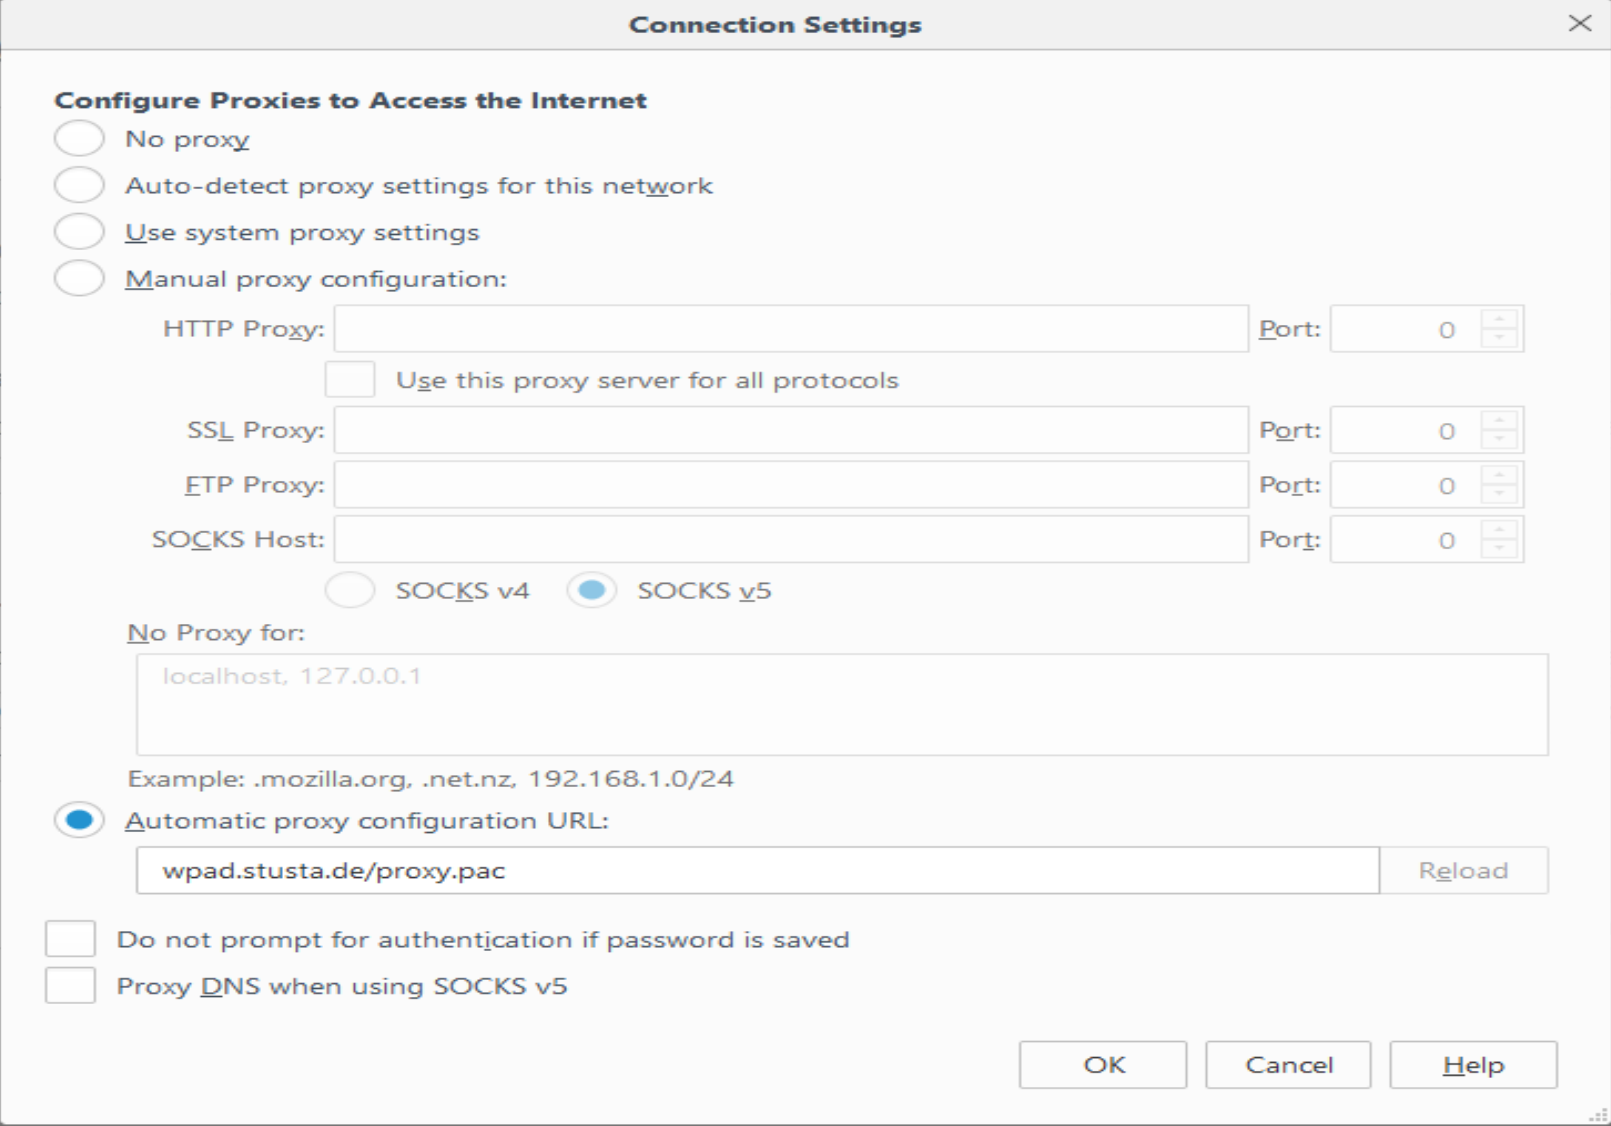 Connection Settings
Configure Proxies to Access the Internet
No proxy
Auto-detect proxy settings for this network
Use system proxy settings
Manual proxy configuration:
HTTP Proxy: Port: 0
Use this proxy server for all protocols
SSL Proxy: Port: 0
FTP Proxy: Port: 0
SOCKS Host: Port: 0
SOCKS v4 SOCKS v5
No Proxy for:
localhost, 127.0.0.1
Example: .mozilla.org, .net.nz, 192.168.1.0/24
Automatic proxy configuration URL:
wpad.stusta.de/proxy.pac Reload
Do not prompt for authentication if password is saved
Proxy DNS when using SOCKS v5
OK Cancel Help